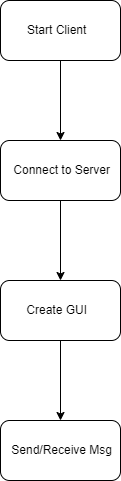 Start Client
Connect to Server
Create GUI
Send/Receive Msg